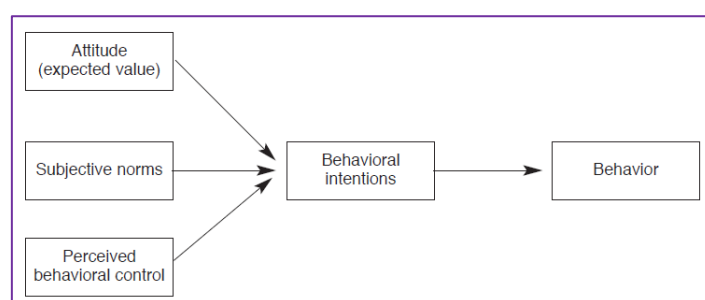 Attitude
(expected value)
Subjective norms
Behavioral
intentions
Behavior
Perceived
behavioral control